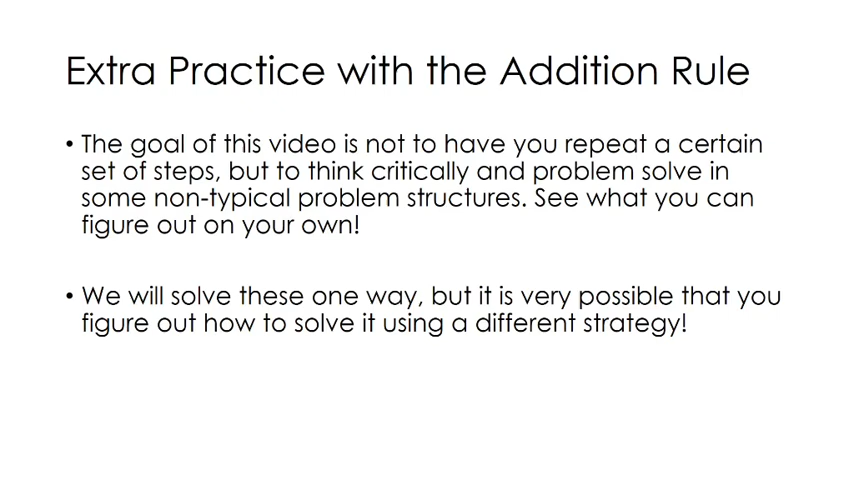 Extra Practice with the Addition Rule
• The goal of this video is not to have you repeat a certain
set of steps, but to think critically and problem solve in
some non-typical problem structures. See what you can
figure out on your own!
• We will solve these one way, but it is very possible that you
figure out how to solve it using a different strategy!